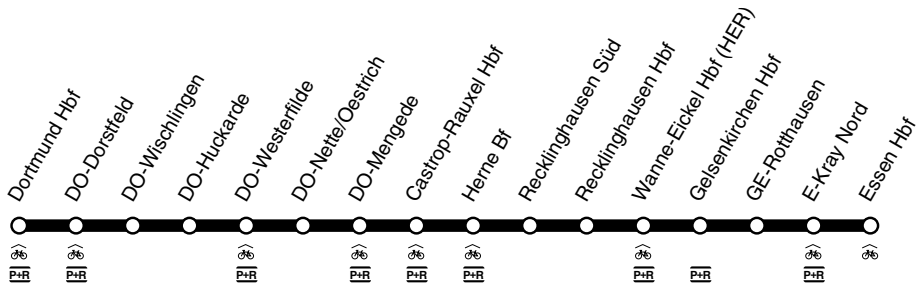 Dortmund Hbf
DO-Dorstfeld
DO-Wischlingen
DO-Huckarde
DO-Westerfilde
DO-Nette/Oestrich
DO-Mengede
Castrop-Rauxel Hbf
Herne Bf
Recklinghausen Süd
Recklinghausen Hbf
Wanne-Eickel Hbf (HER)
Gelsenkirchen Hbf
GE-Rotthausen
E-Kray Nord
Essen Hbf
P+R P+R P+R P+R P+R P+R P+R P+R P+R